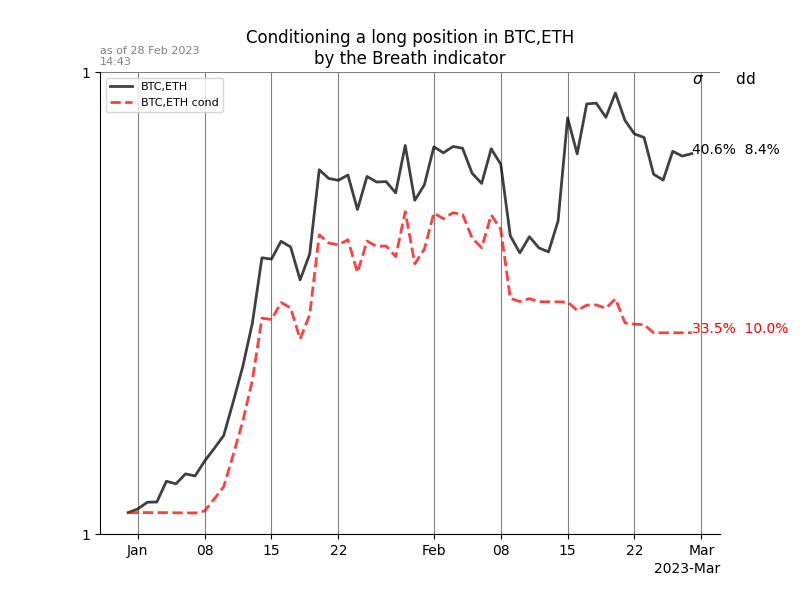 Conditioning a long position in BTC,ETH
by the Breath indicator
as of 28 Feb 2023
14:43
1
σ dd
BTC,ETH
BTC,ETH cond
40.6% 8.4%
33.5% 10.0%
1
Jan 08 15 22 Feb 08 15 22 Mar
2023-Mar